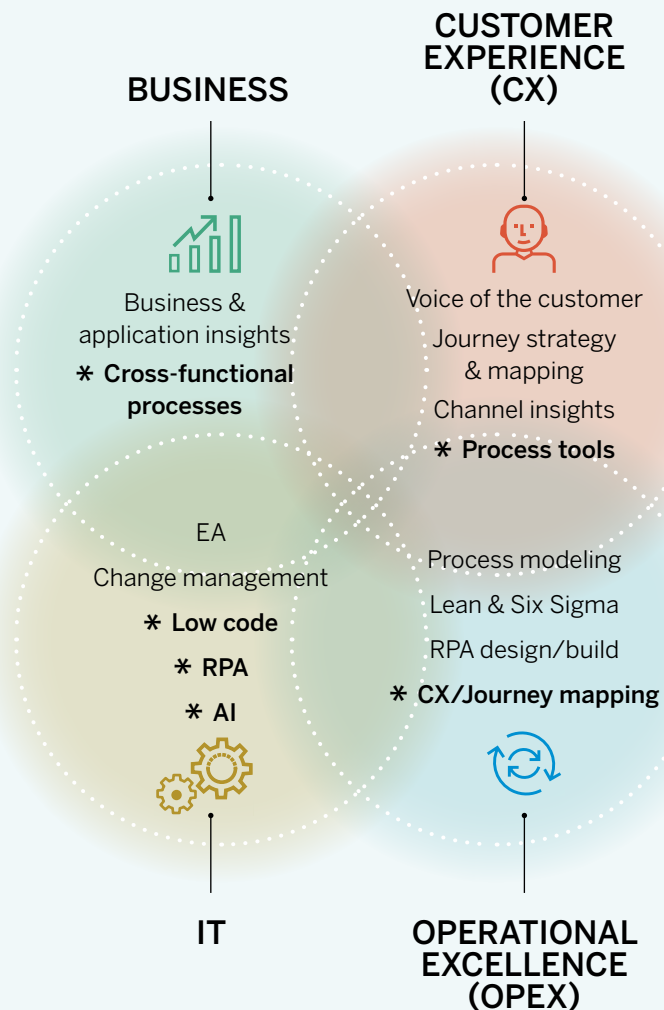 BUSINESS
CUSTOMER
EXPERIENCE
(CX)
Business &
application insights
* Cross-functional
processes
Voice of the customer
Journey strategy
& mapping
Channel insights
* Process tools
EA
Change management
* Low code
* RPA
* AI
Process modeling
Lean & Six Sigma
RPA design/build
* CX/Journey mapping
IT
OPERATIONAL
EXCELLENCE
(OPEX)